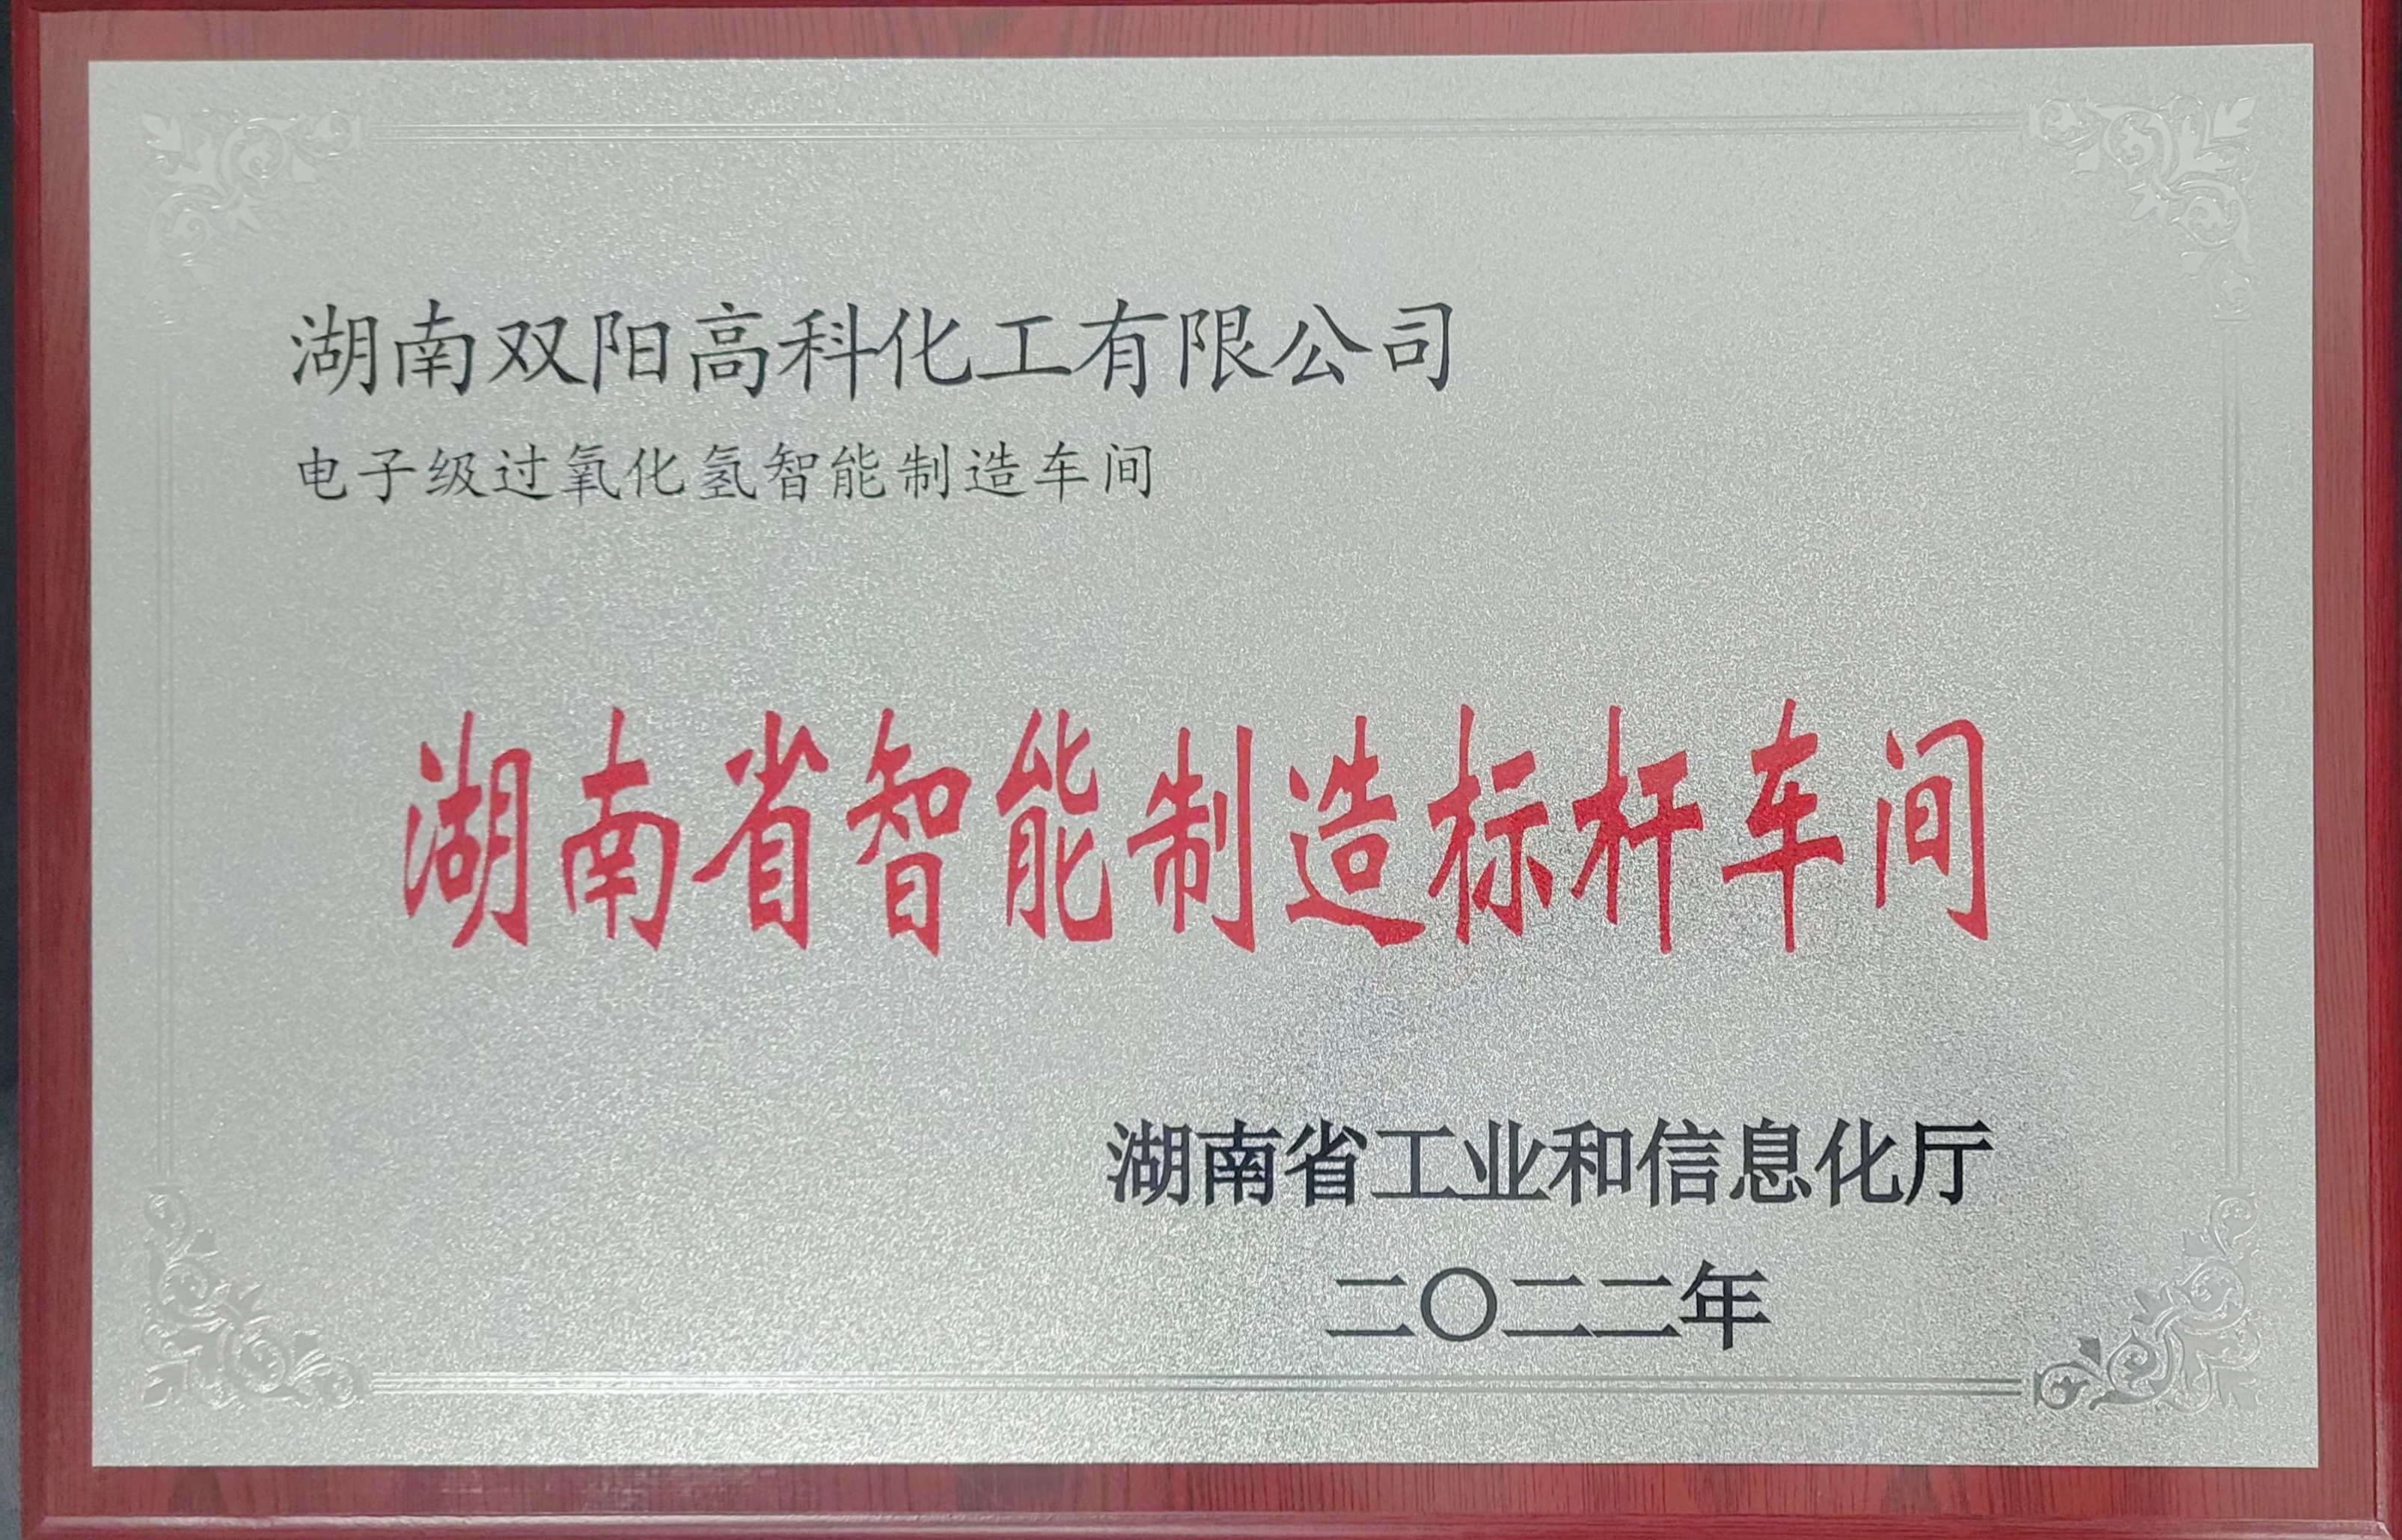 湖南双阳高科化工有限公司
电子级过氧化氢智能制造车间
湖南省智能制造标杆车间
湖南省工业和信息化厅
二〇二二年